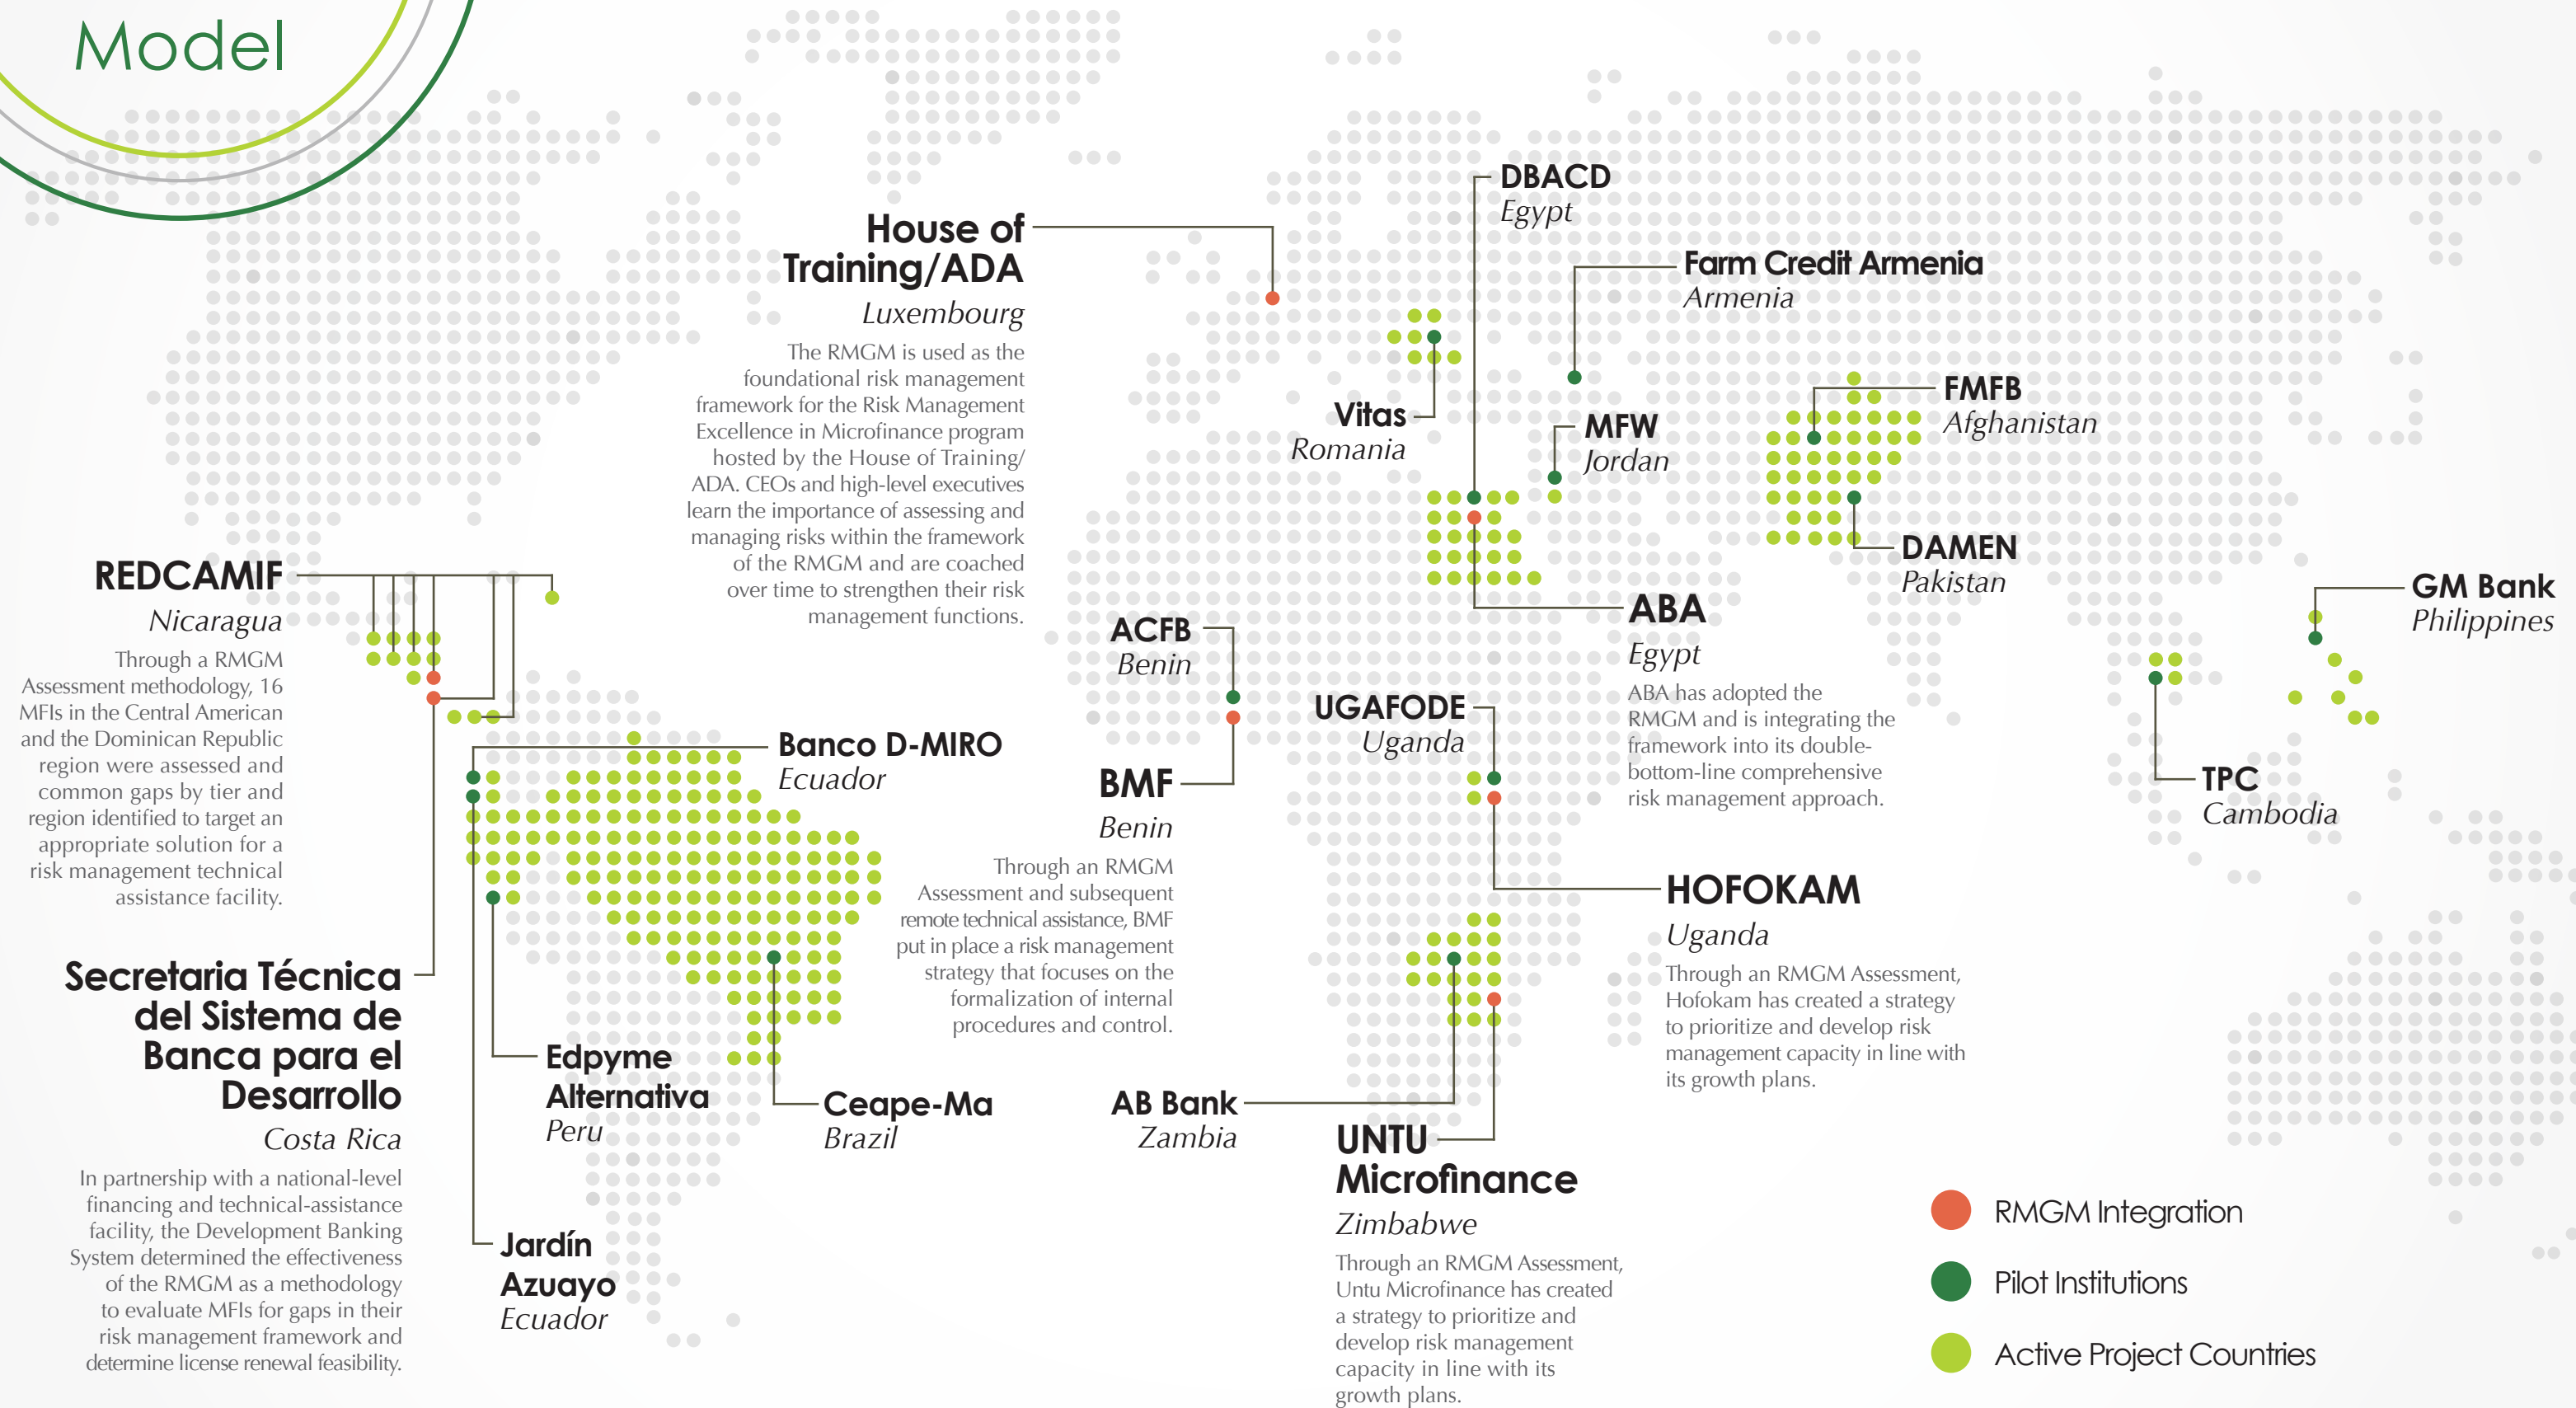 Model
House of
Training/ADA
Luxembourg
The RMGM is used as the
foundational risk management
framework for the Risk Management
Excellence in Microfinance program
hosted by the House of Training/
ADA. CEOs and high-level executives
learn the importance of assessing and
managing risks within the framework
of the RMGM and are coached
over time to strengthen their risk
management functions.
DBACD
Egypt
Farm Credit Armenia
Armenia
Vitas
Romania
MFW
Jordan
FMFB
Afghanistan
DAMEN
Pakistan
GM Bank
Philippines
REDCAMIF
Nicaragua
Through a RMGM
Assessment methodology, 16
MFIs in the Central American
and the Dominican Republic
region were assessed and
common gaps by tier and
region identified to target an
appropriate solution for a
risk management technical
assistance facility.
ACFB
Benin
BMF
Benin
Through an RMGM
Assessment and subsequent
remote technical assistance, BMF
put in place a risk management
strategy that focuses on the
formalization of internal
procedures and control.
UGAFODE
Uganda
ABA
Egypt
ABA has adopted the
RMGM and is integrating the
framework into its double-
bottom-line comprehensive
risk management approach.
TPC
Cambodia
Banco D-MIRO
Ecuador
HOFOKAM
Uganda
Through an RMGM Assessment,
Hofokam has created a strategy
to prioritize and develop risk
management capacity in line with
its growth plans.
Secretaria Técnica
del Sistema de
Banca para el
Desarrollo
Costa Rica
In partnership with a national-level
financing and technical-assistance
facility, the Development Banking
System determined the effectiveness
of the RMGM as a methodology
to evaluate MFIs for gaps in their
risk management framework and
determine license renewal feasibility.
Edpyme
Alternativa
Peru
Ceape-Ma
Brazil
Jardín
Azuayo
Ecuador
AB Bank
Zambia
UNTU
Microfinance
Zimbabwe
Through an RMGM Assessment,
Untu Microfinance has created
a strategy to prioritize and
develop risk management
capacity in line with its
growth plans.
RMGM Integration
Pilot Institutions
Active Project Countries